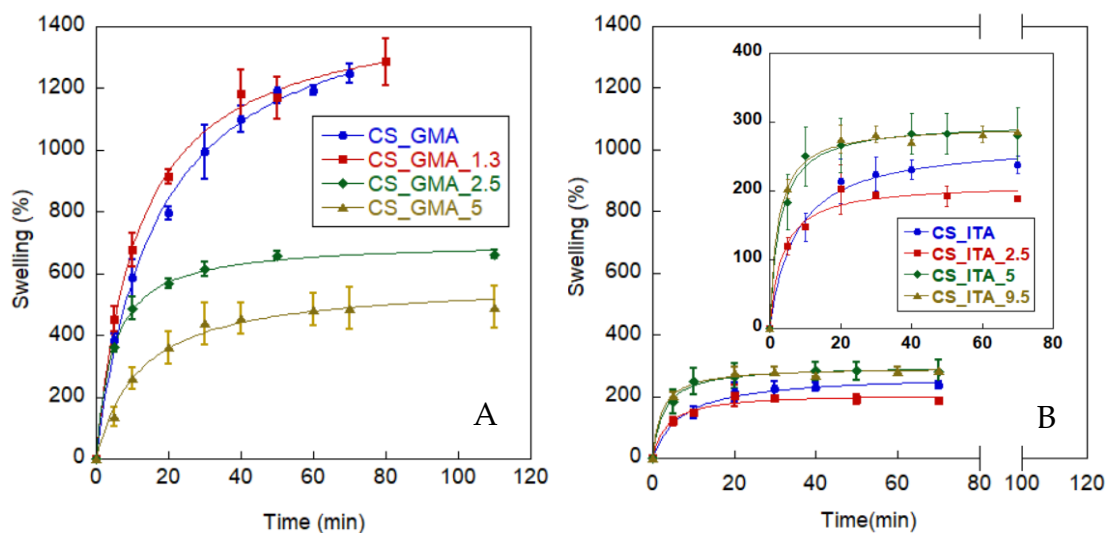 1400
1200
1000
800
600
400
200
0
Swelling (%)
0 20 40 60 80 100 120
Time (min)
CS_GMA
CS_GMA_1.3
CS_GMA_2.5
CS_GMA_5
A
1400
1200
1000
800
600
400
200
0
Swelling (%)
0 20 40 60 80 100 120
Time(min)
400
300
200
100
0
0 20 40 60 80
CS_ITA
CS_ITA_2.5
CS_ITA_5
CS_ITA_9.5
B